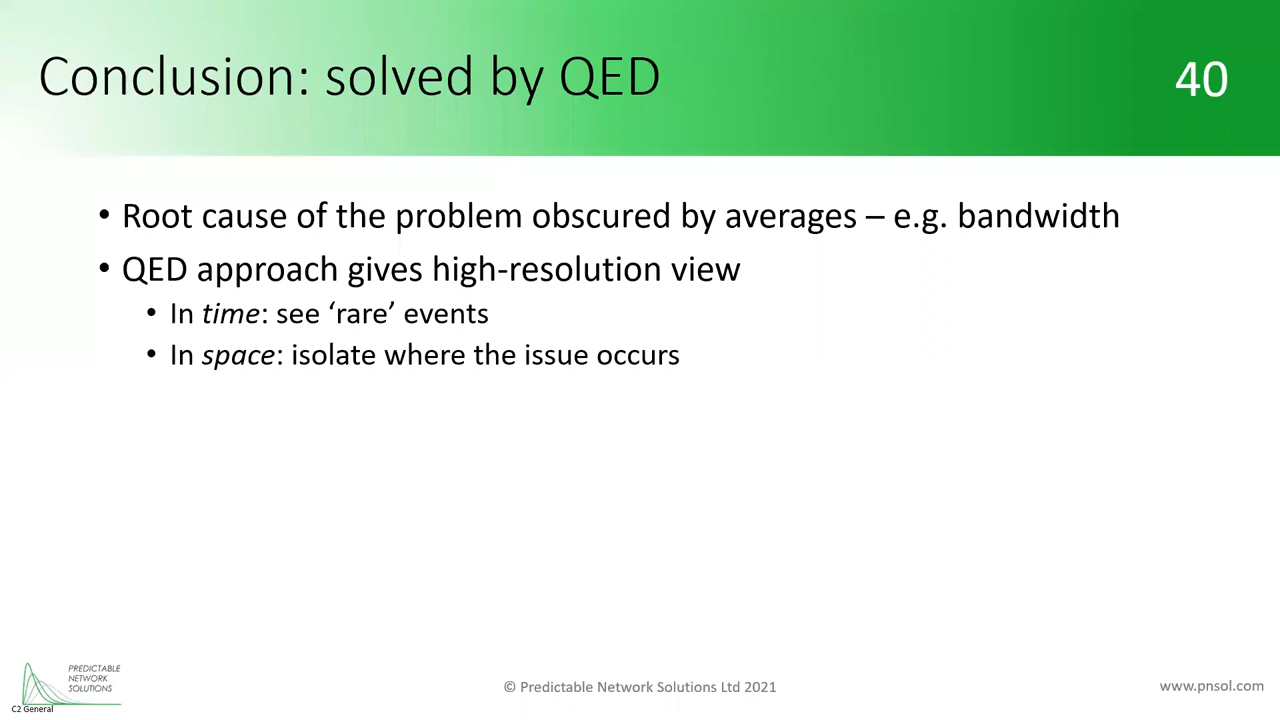 Conclusion: solved by QED
40
• Root cause of the problem obscured by averages – e.g. bandwidth
• QED approach gives high-resolution view
• In time: see ‘rare’ events
• In space: isolate where the issue occurs
PREDICTABLE
NETWORK
SOLUTIONS
C2 General
© Predictable Network Solutions Ltd 2021
www.pnsol.com